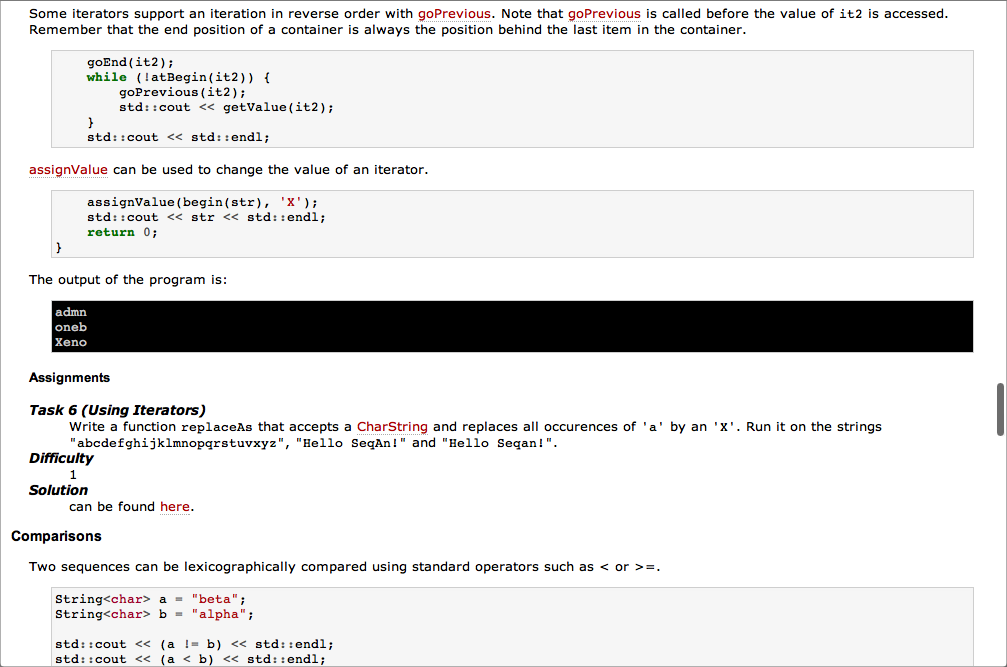 Some iterators support an iteration in reverse order with goPrevious. Note that goPrevious is called before the value of it2 is accessed.
Remember that the end position of a container is always the position behind the last item in the container.
goEnd(it2);
while (!atBegin(it2)) {
goPrevious(it2);
std::cout << getValue(it2);
}
std::cout << std::endl;
assignValue can be used to change the value of an iterator.
assignValue(begin(str), 'X');
std::cout << str << std::endl;
return 0;
}
The output of the program is:
admn
oneb
Xeno
Assignments
Task 6 (Using Iterators)
Write a function replaceAs that accepts a CharString and replaces all occurences of 'a' by an 'X'. Run it on the strings
"abcdefghijklmnopqrstuvxyz", "Hello SeqAn!" and "Hello Seqan!".
Difficulty
1
Solution
can be found here.
Comparisons
Two sequences can be lexicographically compared using standard operators such as < or >=.
String<char> a = "beta";
String<char> b = "alpha";
std::cout << (a != b) << std::endl;
std::cout << (a < b) << std::endl;